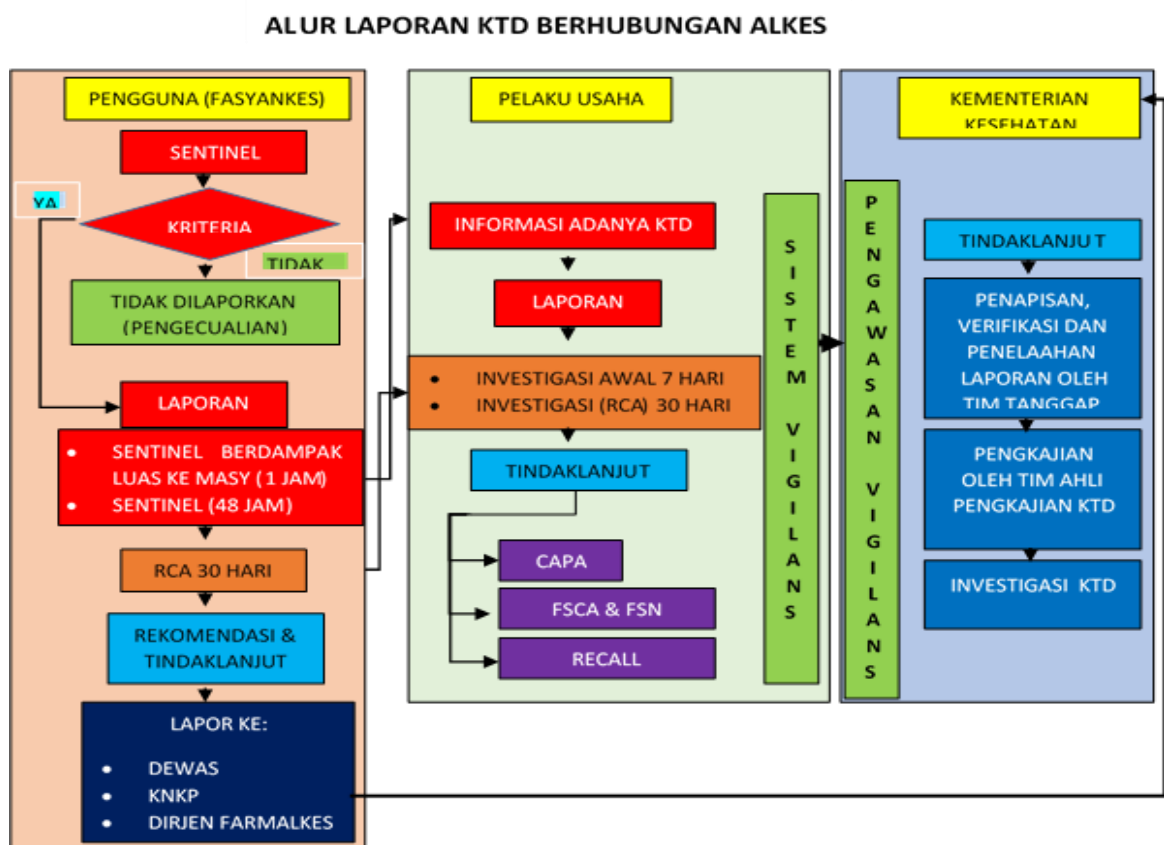 ALUR LAPORAN KTD BERHUBUNGAN ALKES
PENGGUNA (FASYANKES)
SENTINEL
YA
KRITERIA
TIDAK
TIDAK DILAPORKAN
(PENGECUALIAN)
LAPORAN
• SENTINEL BERDAMPAK
LUAS KE MASY (1 JAM)
• SENTINEL (48 JAM)
RCA 30 HARI
REKOMENDASI &
TINDAKLANJUT
LAPOR KE:
• DEWAS
• KNKP
• DIRJEN FARMALKES
PELAKU USAHA
INFORMASI ADANYA KTD
LAPORAN
• INVESTIGASI AWAL 7 HARI
• INVESTIGASI (RCA) 30 HARI
TINDAKLANJUT
CAPA
FSCA & FSN
RECALL
SISTEM VIGILANS
KEMENTERIAN
KESEHATAN
PENGAWASAN VIGILANS
TINDAKLANJUT
PENAPISAN,
VERIFIKASI DAN
PENELAAHAN
LAPORAN OLEH
TIM TANGGAP
PENGKAJIAN
OLEH TIM AHLI
PENGKAJIAN KTD
INVESTIGASI KTD